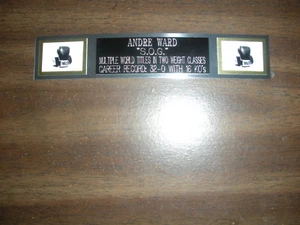 ANDRE WARD
"S.O.G."
MULTIPLE WORLD TITLES IN TWO WEIGHT CLASSES
CAREER RECORD: 32-0 WITH 16 KO's